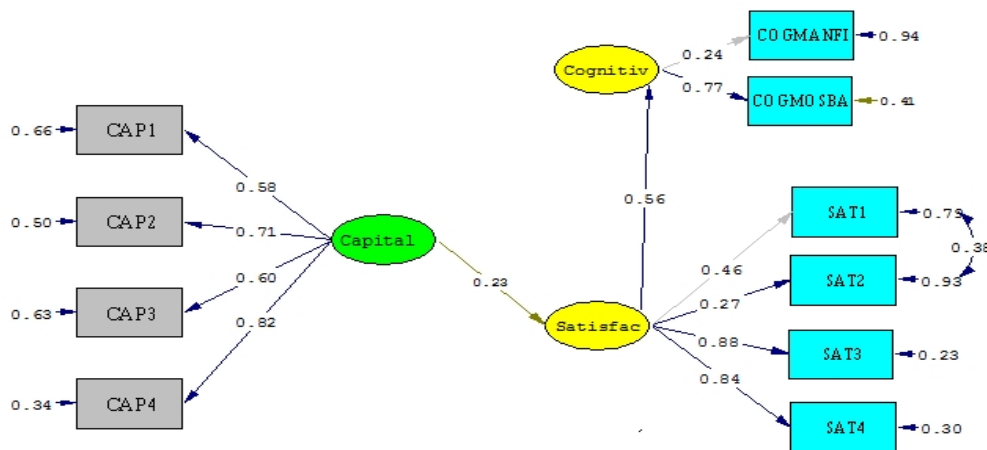 COGMANFI
0.94
0.24
Cognitiv
0.77
COGMOSBA
0.41
0.66
CAP1
0.58
0.56
0.50
CAP2
0.71
Capital
SAT1
0.79
0.38
0.46
0.23
SAT2
0.93
0.27
0.63
CAP3
0.60
Satisfac
0.88
SAT3
0.23
0.82
0.84
0.34
CAP4
SAT4
0.30